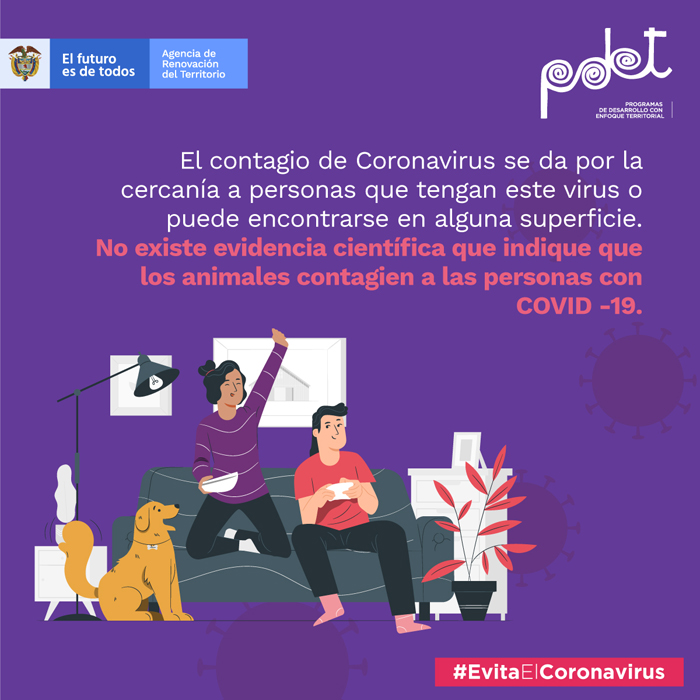 El futuro
es de todos
Agencia de
Renovación
del Territorio
pdet
PROGRAMAS
DE DESARROLLO CON
ENFOQUE TERRITORIAL
El contagio de Coronavirus se da por la
cercanía a personas que tengan este virus o
puede encontrarse en alguna superficie.
No existe evidencia científica que indique que
los animales contagien a las personas con
COVID -19.
#EvitaElCoronavirus